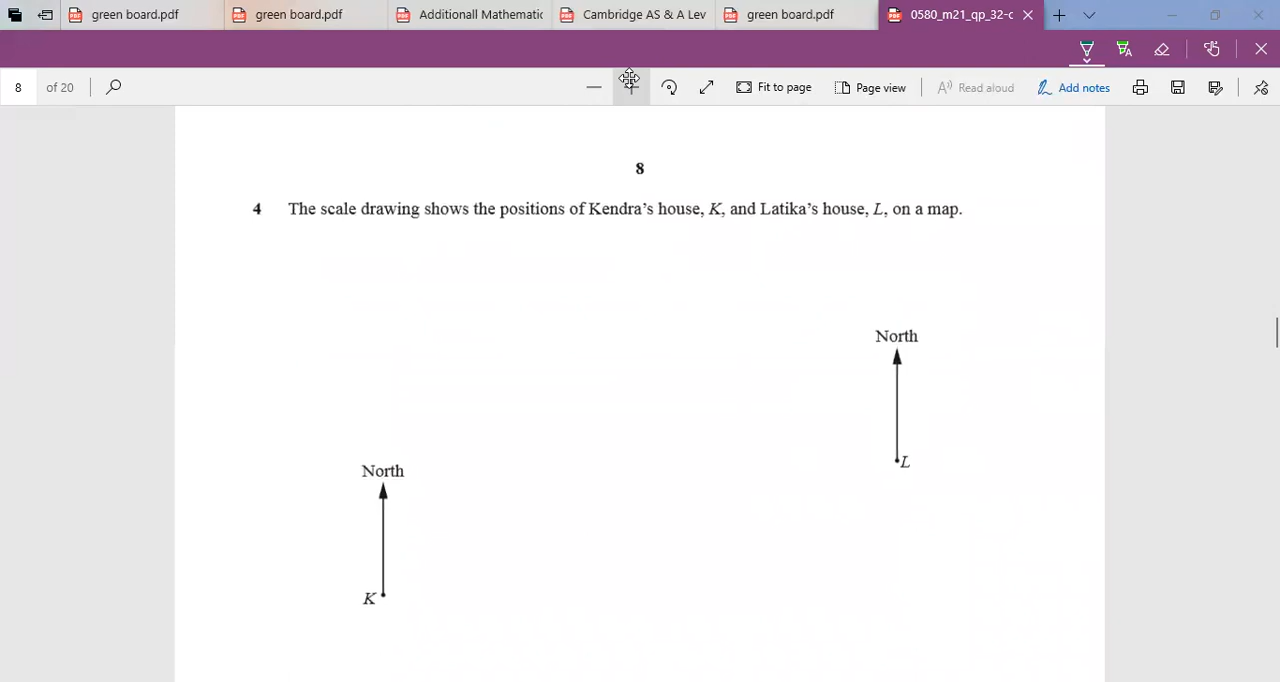 green board.pdf
green board.pdf
Additionall Mathematic
Cambridge AS & A Lev
green board.pdf
0580_m21_qp_32-c
8 of 20
Fit to page
Page view
Read aloud
Add notes
8
4 The scale drawing shows the positions of Kendra's house, K, and Latika's house, L, on a map.
North
L
North
K